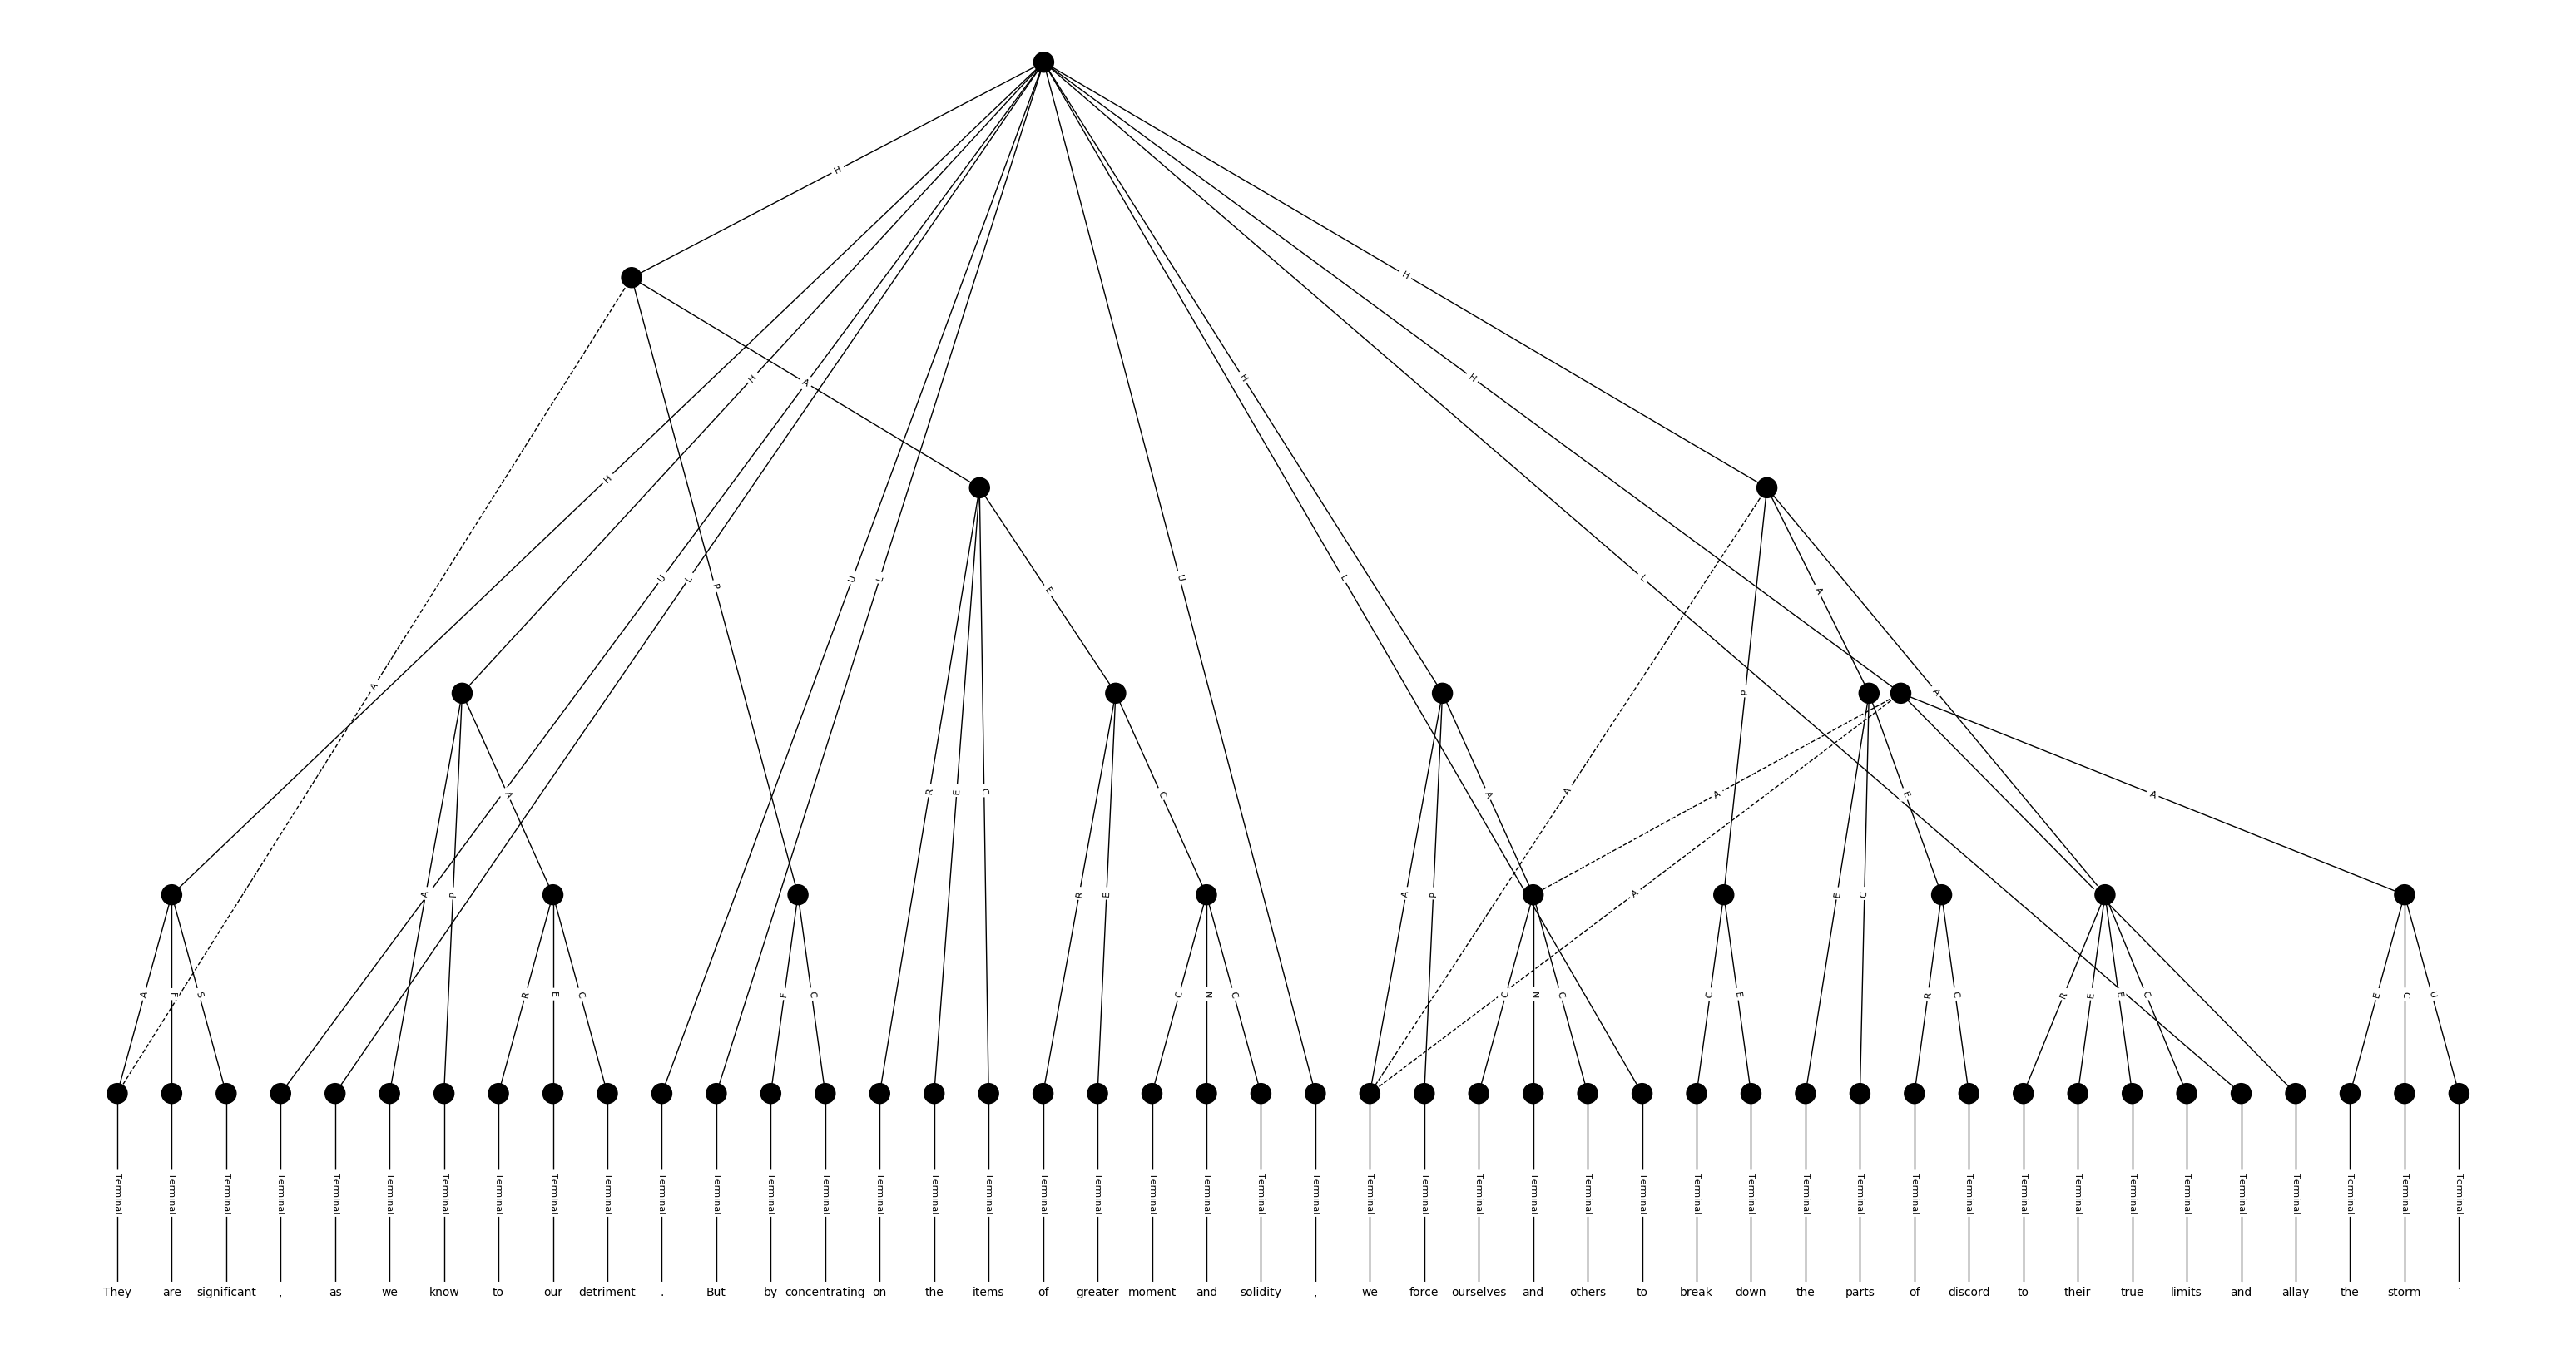 H
H
H
H
H
A
H
H
U
L
U
L
U
L
L
P
E
A
A
P
A
A
R
E
C
C
A
A
A
E
A
A
P
R
E
A
P
A
E
C
A
F
S
R
E
C
F
C
C
N
C
C
N
C
C
E
R
C
R
E
E
C
E
C
U
Terminal Terminal Terminal Terminal Terminal Terminal Terminal Terminal Terminal Terminal Terminal Terminal Terminal Terminal Terminal Terminal Terminal Terminal Terminal Terminal Terminal Terminal Terminal Terminal Terminal Terminal Terminal Terminal Terminal Terminal Terminal Terminal Terminal Terminal Terminal Terminal Terminal Terminal Terminal Terminal Terminal Terminal Terminal Terminal
They are significant , as we know to our detriment . But by concentrating on the items of greater moment and solidity , we force ourselves and others to break down the parts of discord to their true limits and allay the storm .